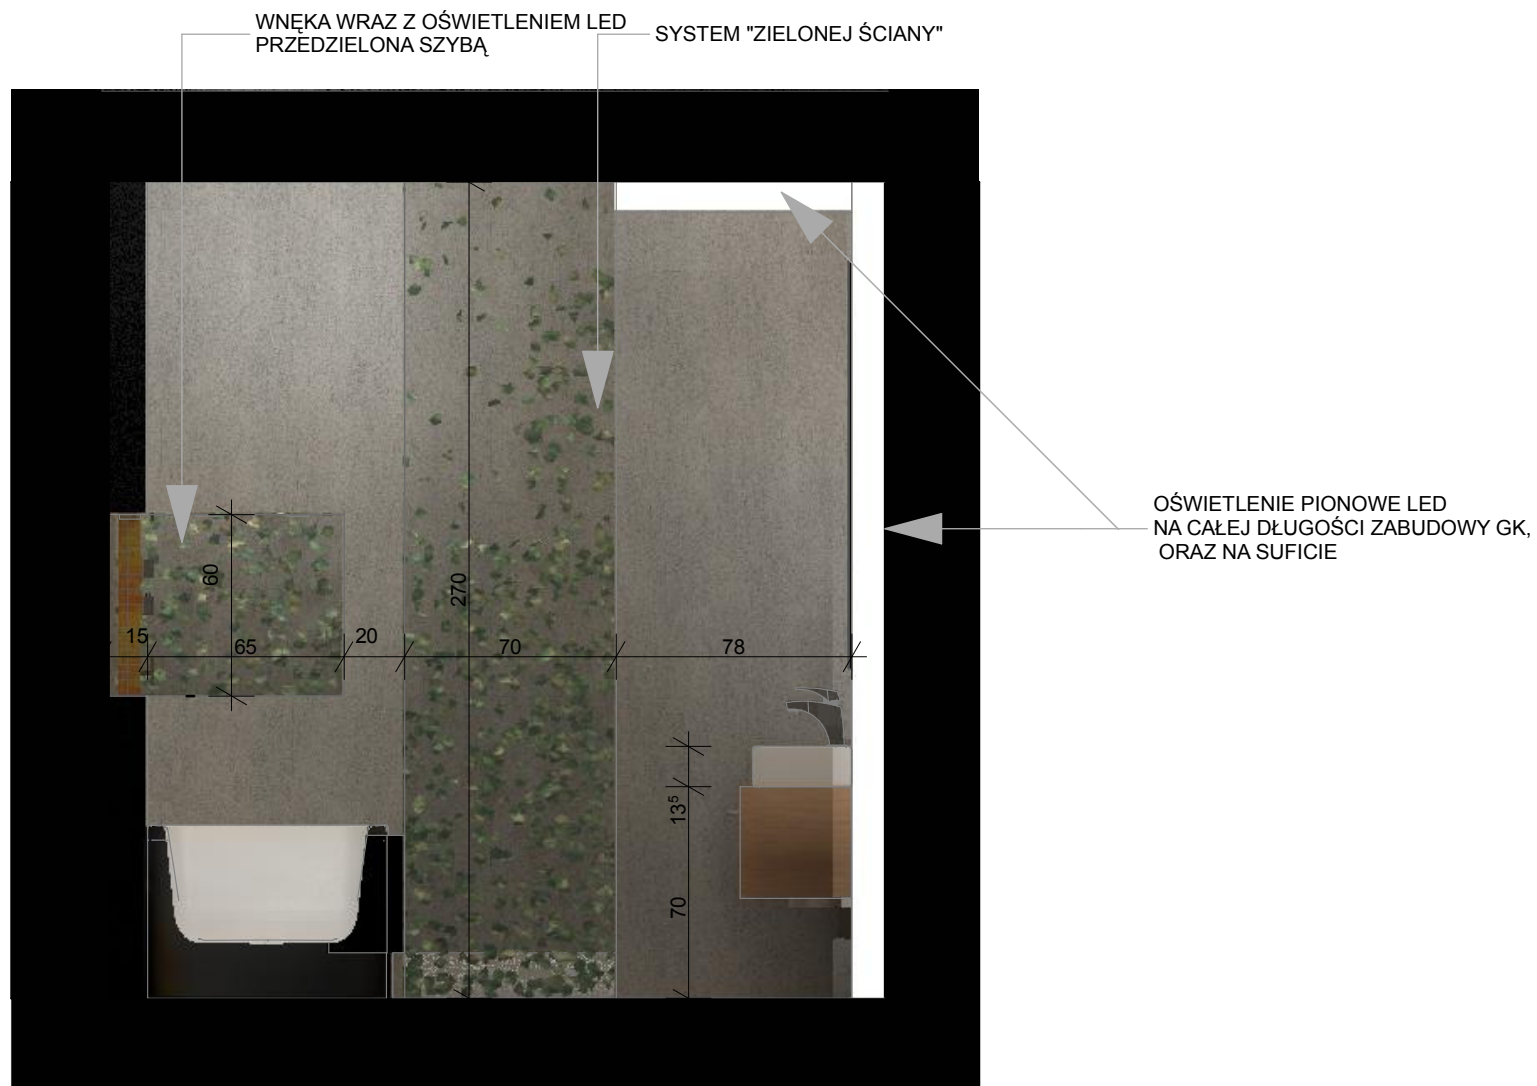 WNĘKA WRAZ Z OŚWIETLENIEM LED
PRZEDZIELONA SZYBĄ
SYSTEM "ZIELONEJ ŚCIANY"
OŚWIETLENIE PIONOWE LED
NA CAŁEJ DŁUGOŚCI ZABUDOWY GK,
ORAZ NA SUFICIE
60
270
15
65
20
70
78
13⁵
70